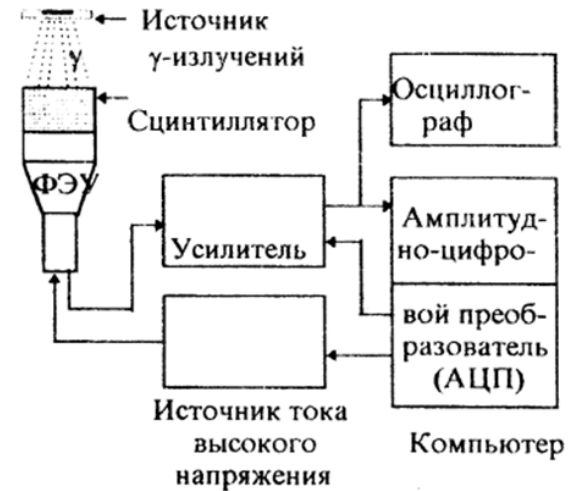 Источник
γ-излучений
γ
Сцинтиллятор
ФЭУ
Осциллог-
раф
Усилитель
Амплитуд-
но-цифро-
вой преоб-
разователь
(АЦП)
Источник тока
высокого
напряжения
Компьютер